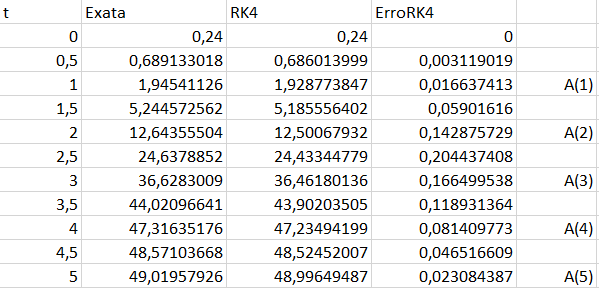 t Exata RK4 ErroRK4
0 0,24 0,24 0
0,5 0,689133018 0,686013999 0,003119019
1 1,94541126 1,928773847 0,016637413 A(1)
1,5 5,244572562 5,185556402 0,05901616
2 12,64355504 12,50067932 0,142875729 A(2)
2,5 24,6378852 24,43344779 0,204437408
3 36,6283009 36,46180136 0,166499538 A(3)
3,5 44,02096641 43,90203505 0,118931364
4 47,31635176 47,23494199 0,081409773 A(4)
4,5 48,57103668 48,52452007 0,046516609
5 49,01957926 48,99649487 0,023084387 A(5)